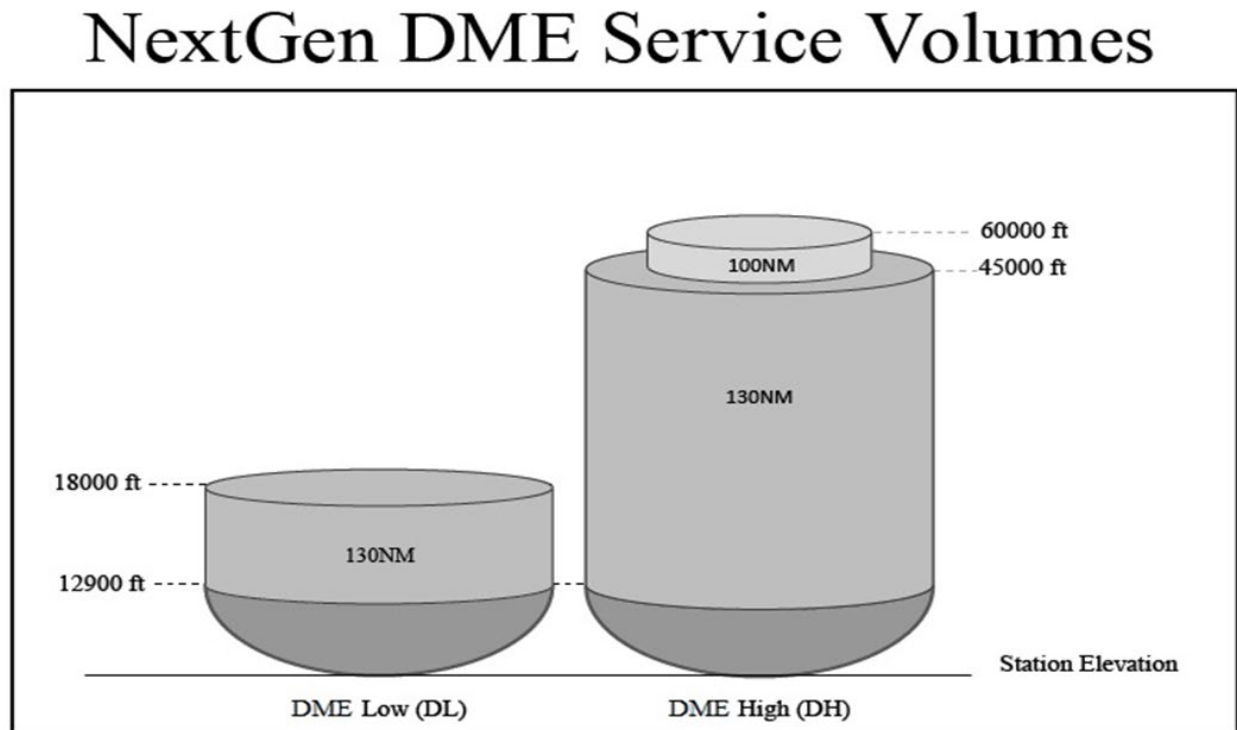 NextGen DME Service Volumes
60000 ft
100NM
45000 ft
130NM
18000 ft
130NM
12900 ft
Station Elevation
DME Low (DL)
DME High (DH)